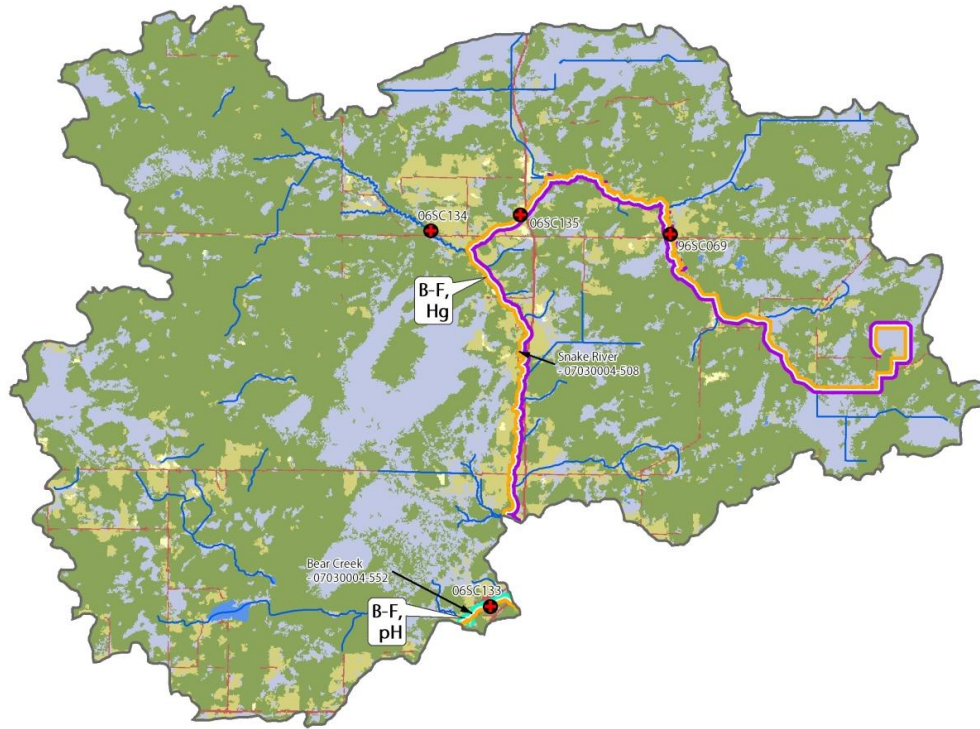 06SC134
06SC135
96SC069
B-F,
Hg
Snake River
- 07030004-508
Bear Creek
- 07030004-552
06SC133
B-F,
pH